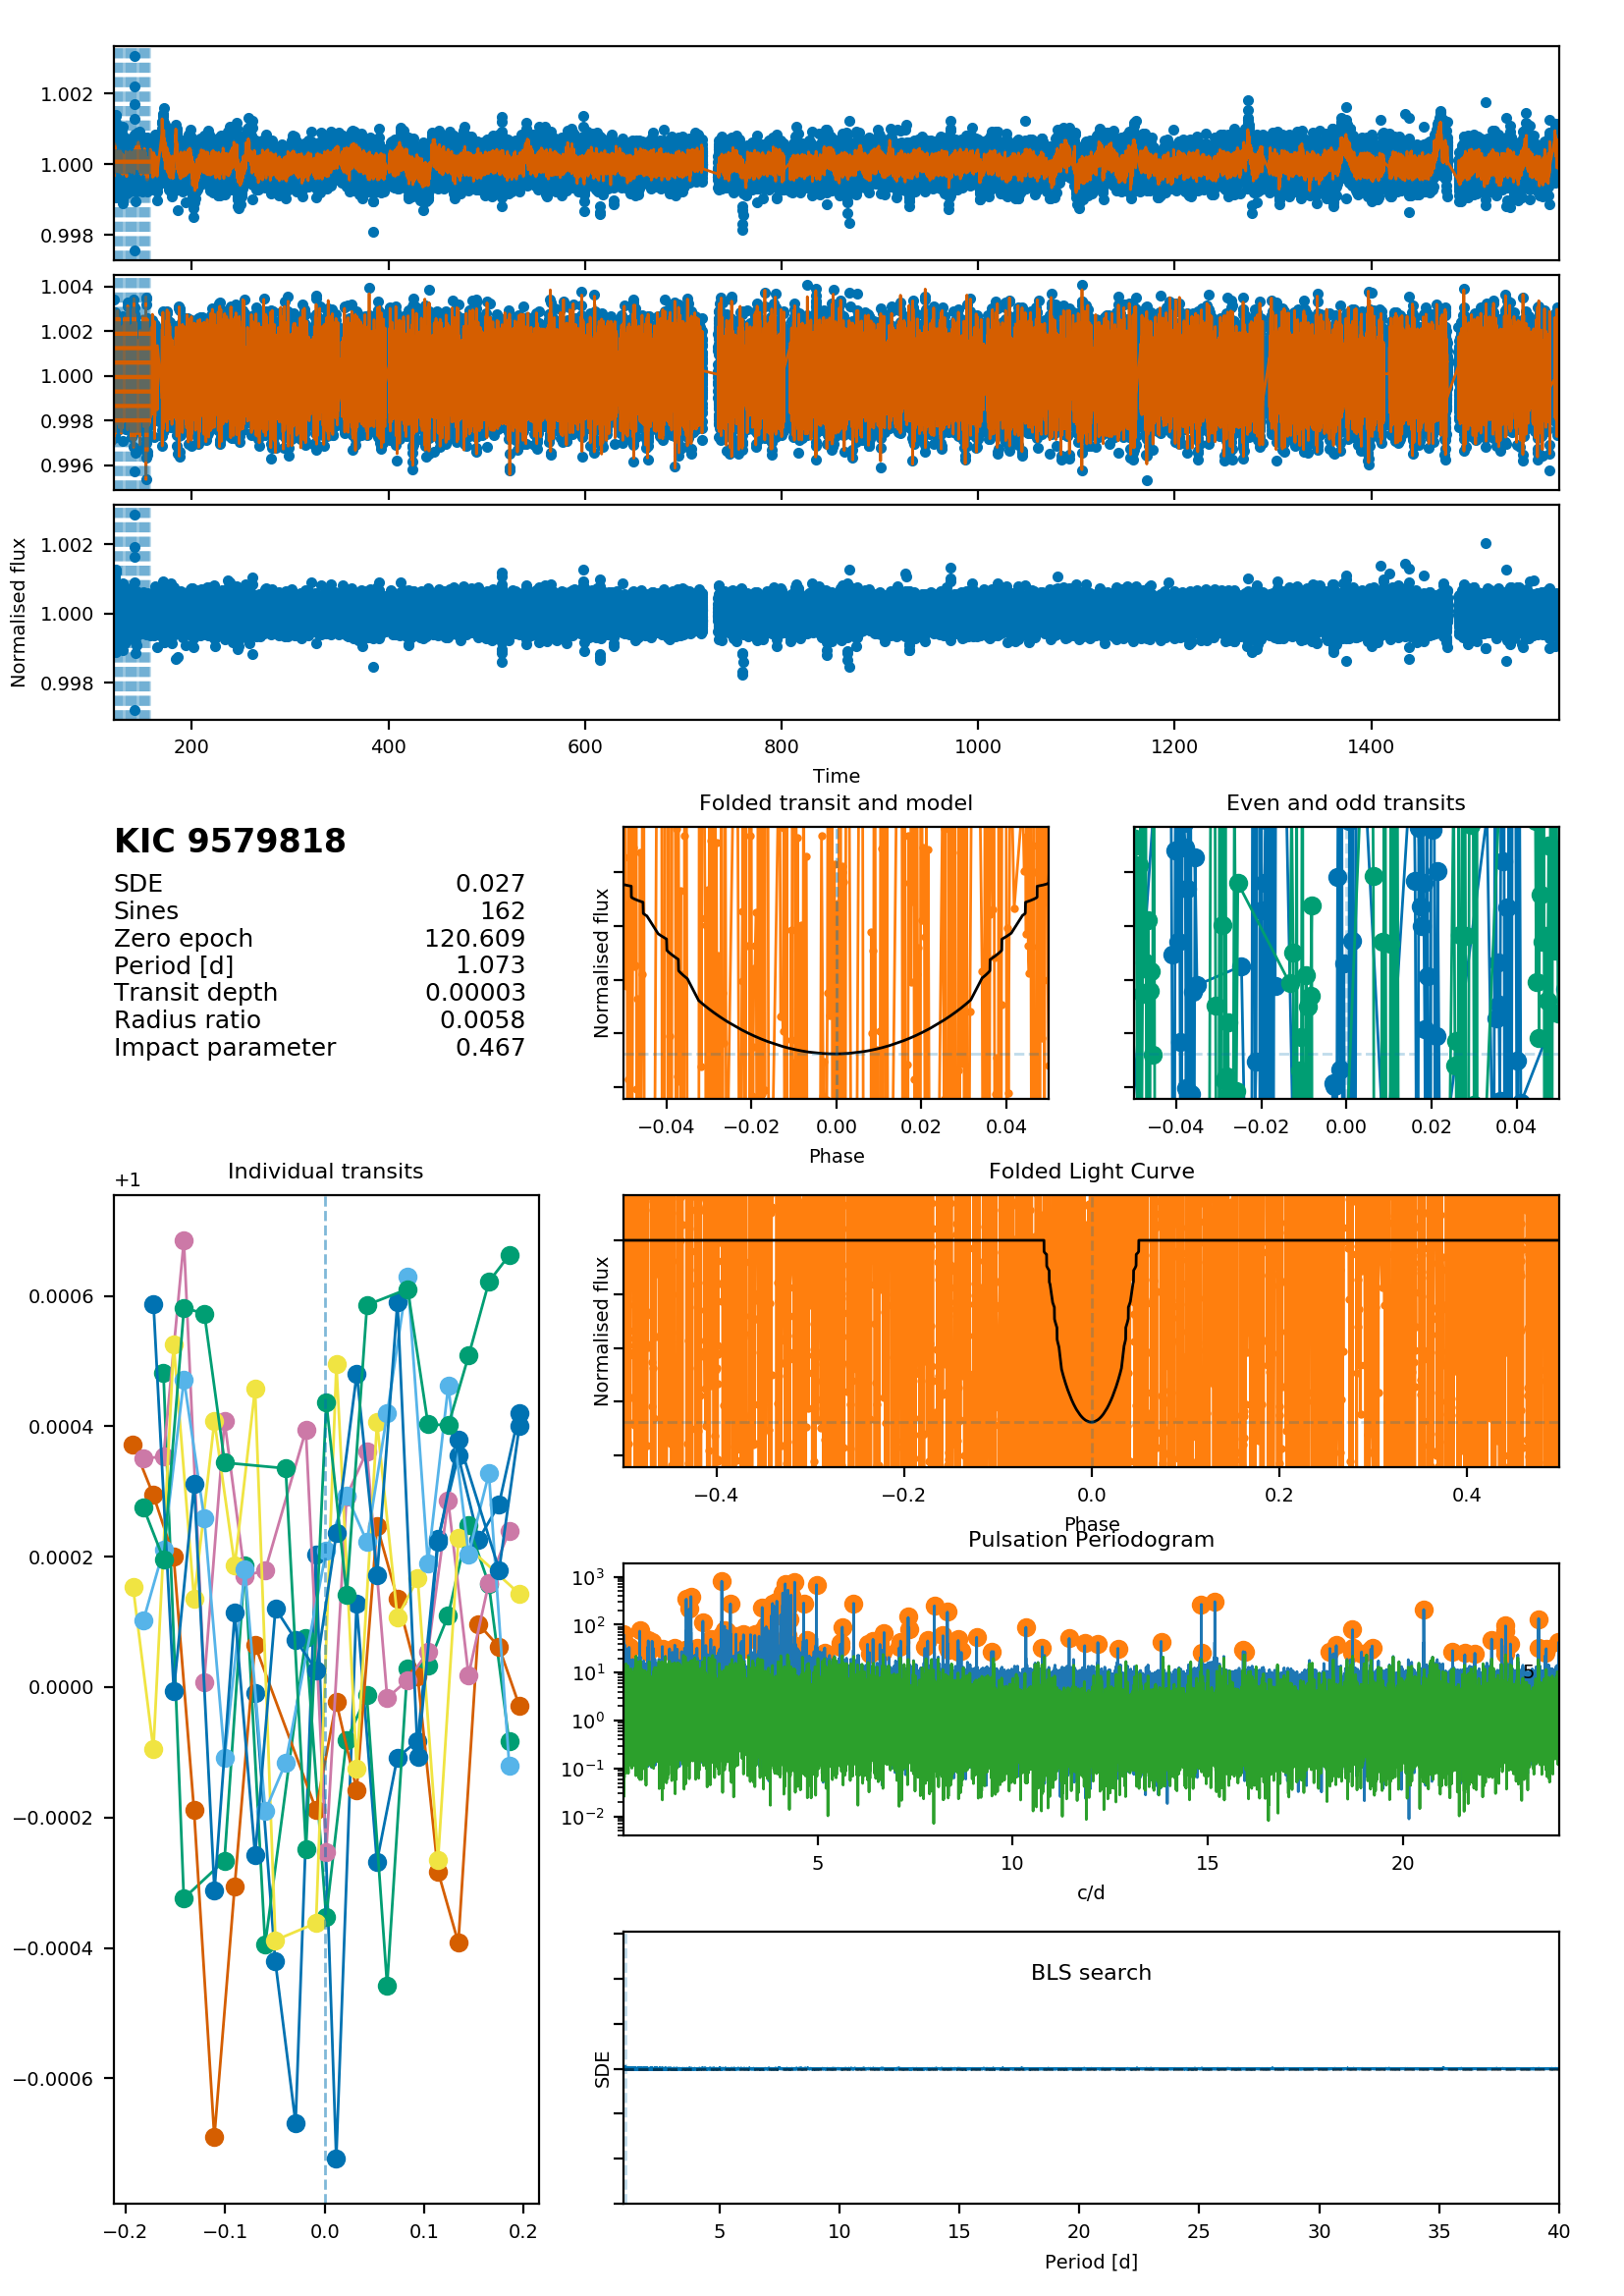 1.002
1.000
0.998
1.004
1.002
1.000
0.998
0.996
1.002
1.000
0.998
Normalised flux
200 400 600 800 1000 1200 1400
Time
KIC 9579818
SDE 0.027
Sines 162
Zero epoch 120.609
Period [d] 1.073
Transit depth 0.00003
Radius ratio 0.0058
Impact parameter 0.467
Folded transit and model
Normalised flux
−0.04 −0.02 0.00 0.02 0.04
Phase
Even and odd transits
−0.04 −0.02 0.00 0.02 0.04
Individual transits
+1
0.0006
0.0004
0.0002
0.0000
−0.0002
−0.0004
−0.0006
−0.2 −0.1 0.0 0.1 0.2
Folded Light Curve
Normalised flux
−0.4 −0.2 0.0 0.2 0.4
Phase
Pulsation Periodogram
10³
10²
10¹
10⁰
10⁻¹
10⁻²
5
5 10 15 20
c/d
BLS search
SDE
5 10 15 20 25 30 35 40
Period [d]